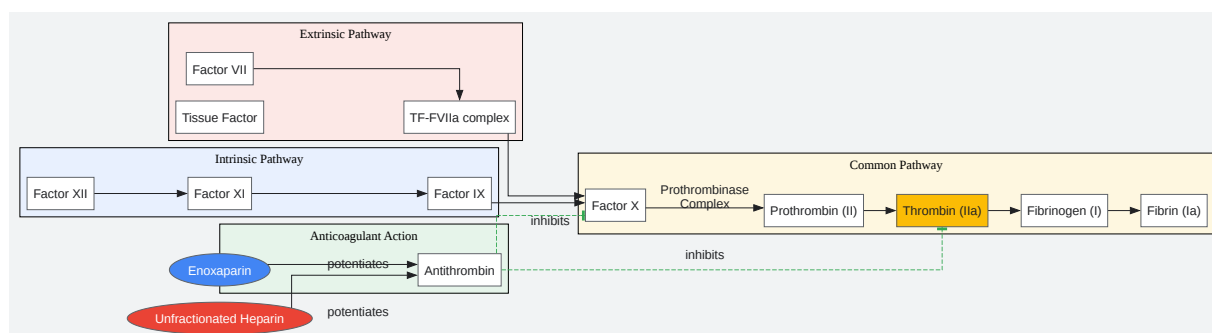 Extrinsic Pathway
Factor VII
Tissue Factor
TF-FVIIa complex
Intrinsic Pathway
Factor XII
Factor XI
Factor IX
Common Pathway
Factor X
Prothrombinase
Complex
Prothrombin (II)
Thrombin (IIa)
Fibrinogen (I)
Fibrin (Ia)
inhibits
Anticoagulant Action
Enoxaparin
potentiates
Antithrombin
inhibits
Unfractionated Heparin
potentiates